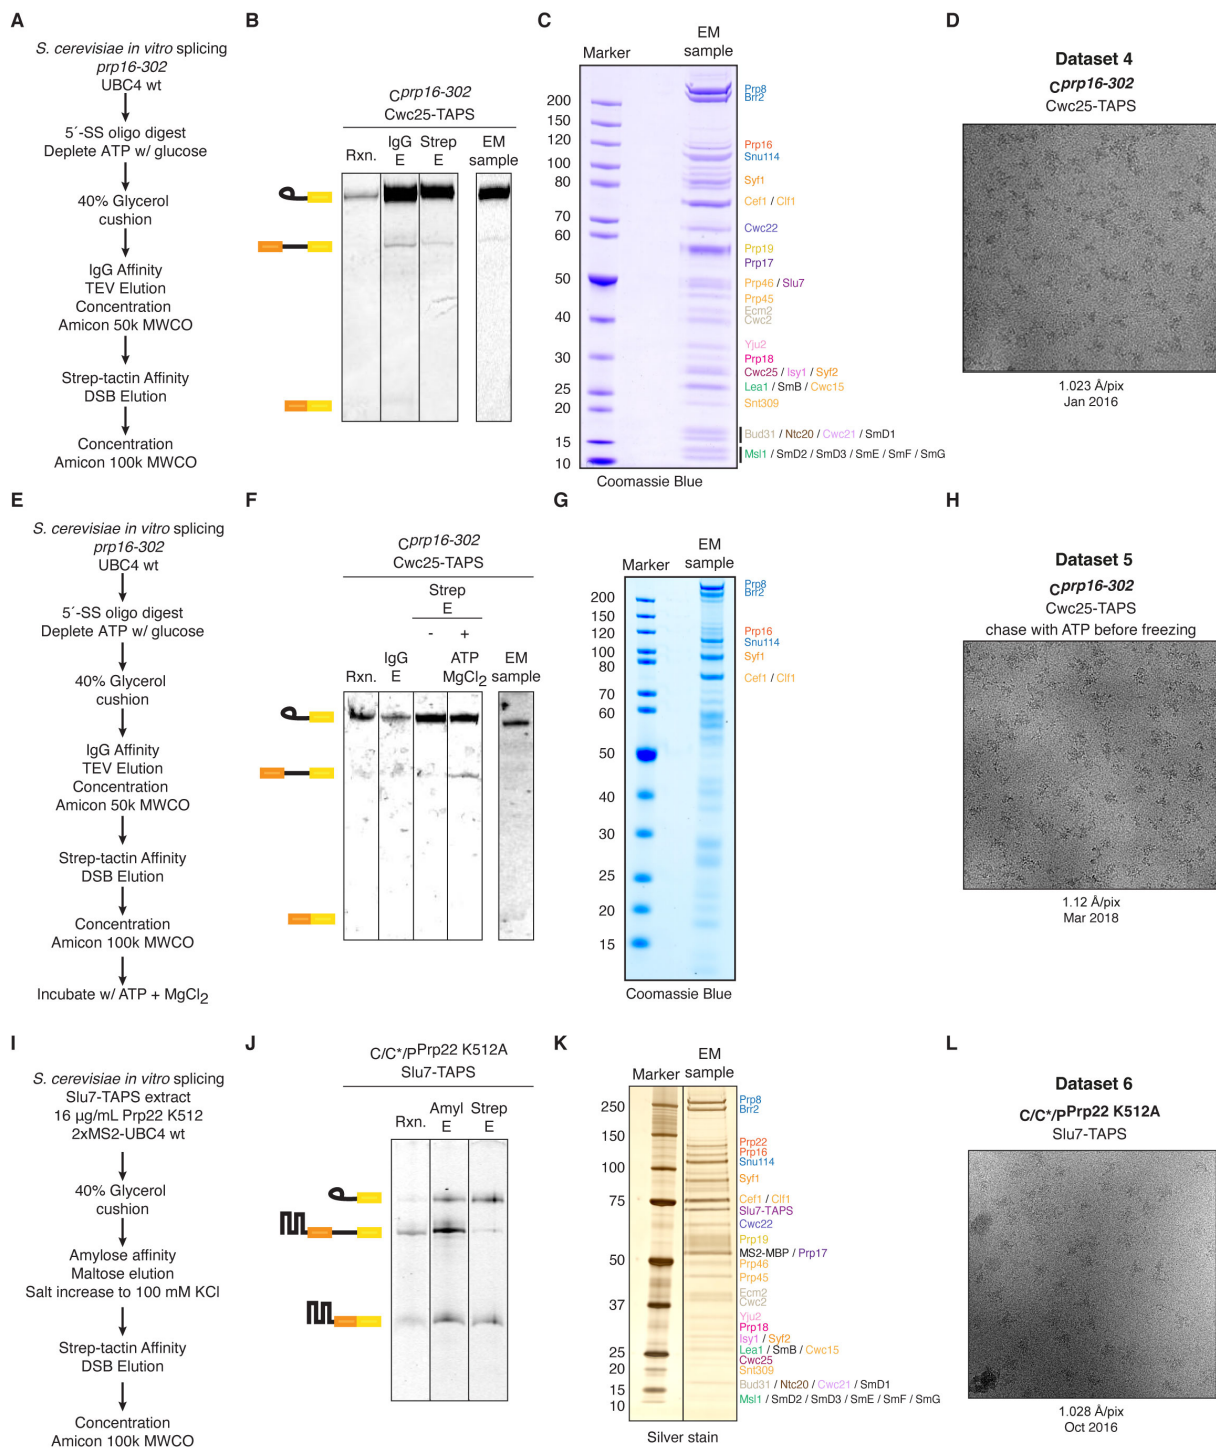 A
S. cerevisiae in vitro splicing
prp16-302
UBC4 wt
5´-SS oligo digest
Deplete ATP w/ glucose
40% Glycerol
cushion
IgG Affinity
TEV Elution
Concentration
Amicon 50k MWCO
Strep-tactin Affinity
DSB Elution
Concentration
Amicon 100k MWCO
B
Cprp16-302
Cwc25-TAPS
Rxn.
IgG
E
Strep
E
EM
sample
C
Marker
EM
sample
200
150
120
100
80
70
60
50
40
30
25
20
15
10
Prp8
Brr2
Prp16
Snu114
Syf1
Cef1 / Clf1
Cwc22
Prp19
Prp17
Prp46 / Slu7
Prp45
Ecm2
Cwc2
Yju2
Prp18
Cwc25 / Isy1 / Syf2
Lea1 / SmB / Cwc15
Snt309
Bud31 / Ntc20 / Cwc21 / SmD1
Msl1 / SmD2 / SmD3 / SmE / SmF / SmG
Coomassie Blue
D
Dataset 4
Cprp16-302
Cwc25-TAPS
1.023 Å/pix
Jan 2016
E
S. cerevisiae in vitro splicing
prp16-302
UBC4 wt
5´-SS oligo digest
Deplete ATP w/ glucose
40% Glycerol
cushion
IgG Affinity
TEV Elution
Concentration
Amicon 50k MWCO
Strep-tactin Affinity
DSB Elution
Concentration
Amicon 100k MWCO
Incubate w/ ATP + MgCl2
F
Cprp16-302
Cwc25-TAPS
Strep
E
- +
Rxn.
IgG
E
ATP
MgCl2
EM
sample
G
Marker
EM
sample
200
150
120
100
80
70
60
50
40
30
25
20
15
Prp8
Brr2
Prp16
Snu114
Syf1
Cef1 / Clf1
Coomassie Blue
H
Dataset 5
Cprp16-302
Cwc25-TAPS
chase with ATP before freezing
1.12 Å/pix
Mar 2018
I
S. cerevisiae in vitro splicing
Slu7-TAPS extract
16 µg/mL Prp22 K512
2xMS2-UBC4 wt
40% Glycerol
cushion
Amylose affinity
Maltose elution
Salt increase to 100 mM KCl
Strep-tactin Affinity
DSB Elution
Concentration
Amicon 100k MWCO
J
C/C*/PPrp22 K512A
Slu7-TAPS
Rxn.
Amyl
E
Strep
E
K
Marker
EM
sample
250
150
100
75
50
37
25
20
15
10
Prp8
Brr2
Prp22
Prp16
Snu114
Syf1
Cef1 / Clf1
Slu7-TAPS
Cwc22
Prp19
MS2-MBP / Prp17
Prp46
Prp45
Ecm2
Cwc2
Yju2
Prp18
Isy1 / Syf2
Lea1 / SmB / Cwc15
Cwc25
Snt309
Bud31 / Ntc20 / Cwc21 / SmD1
Msl1 / SmD2 / SmD3 / SmE / SmF / SmG
Silver stain
L
Dataset 6
C/C*/PPrp22 K512A
Slu7-TAPS
1.028 Å/pix
Oct 2016